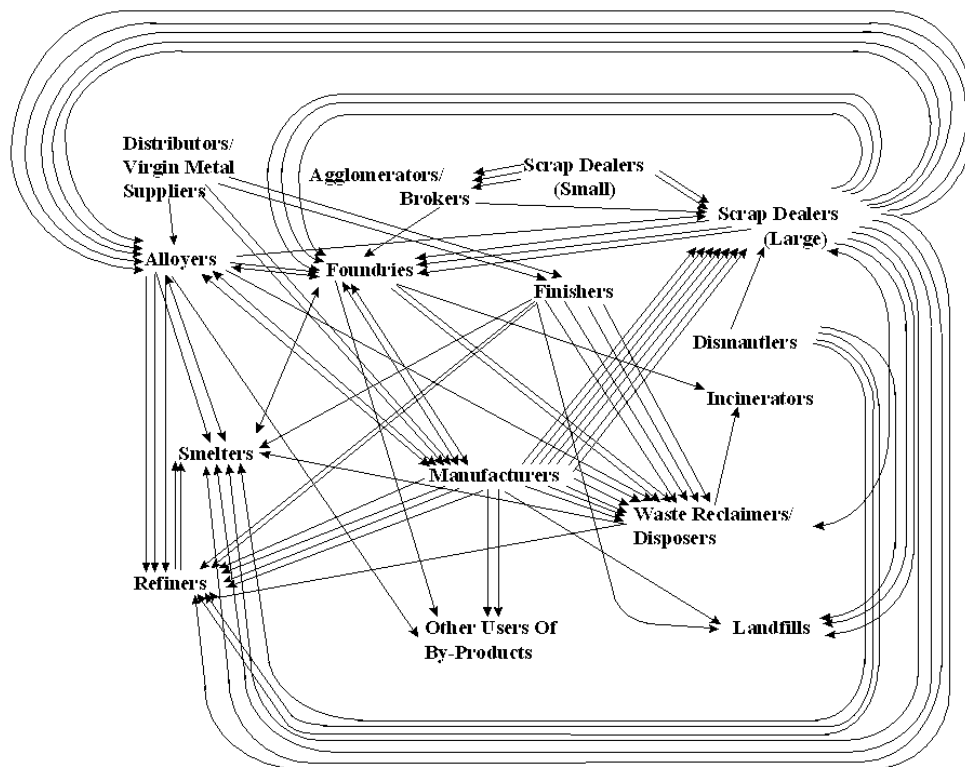 Distributors/
Virgin Metal
Suppliers
Agglomerators/
Brokers
Scrap Dealers
(Small)
Scrap Dealers
(Large)
Alloyers
Foundries
Finishers
Dismantlers
Incinerators
Smelters
Manufacturers
Waste Reclaimers/
Disposers
Refiners
Other Users Of
By-Products
Landfills